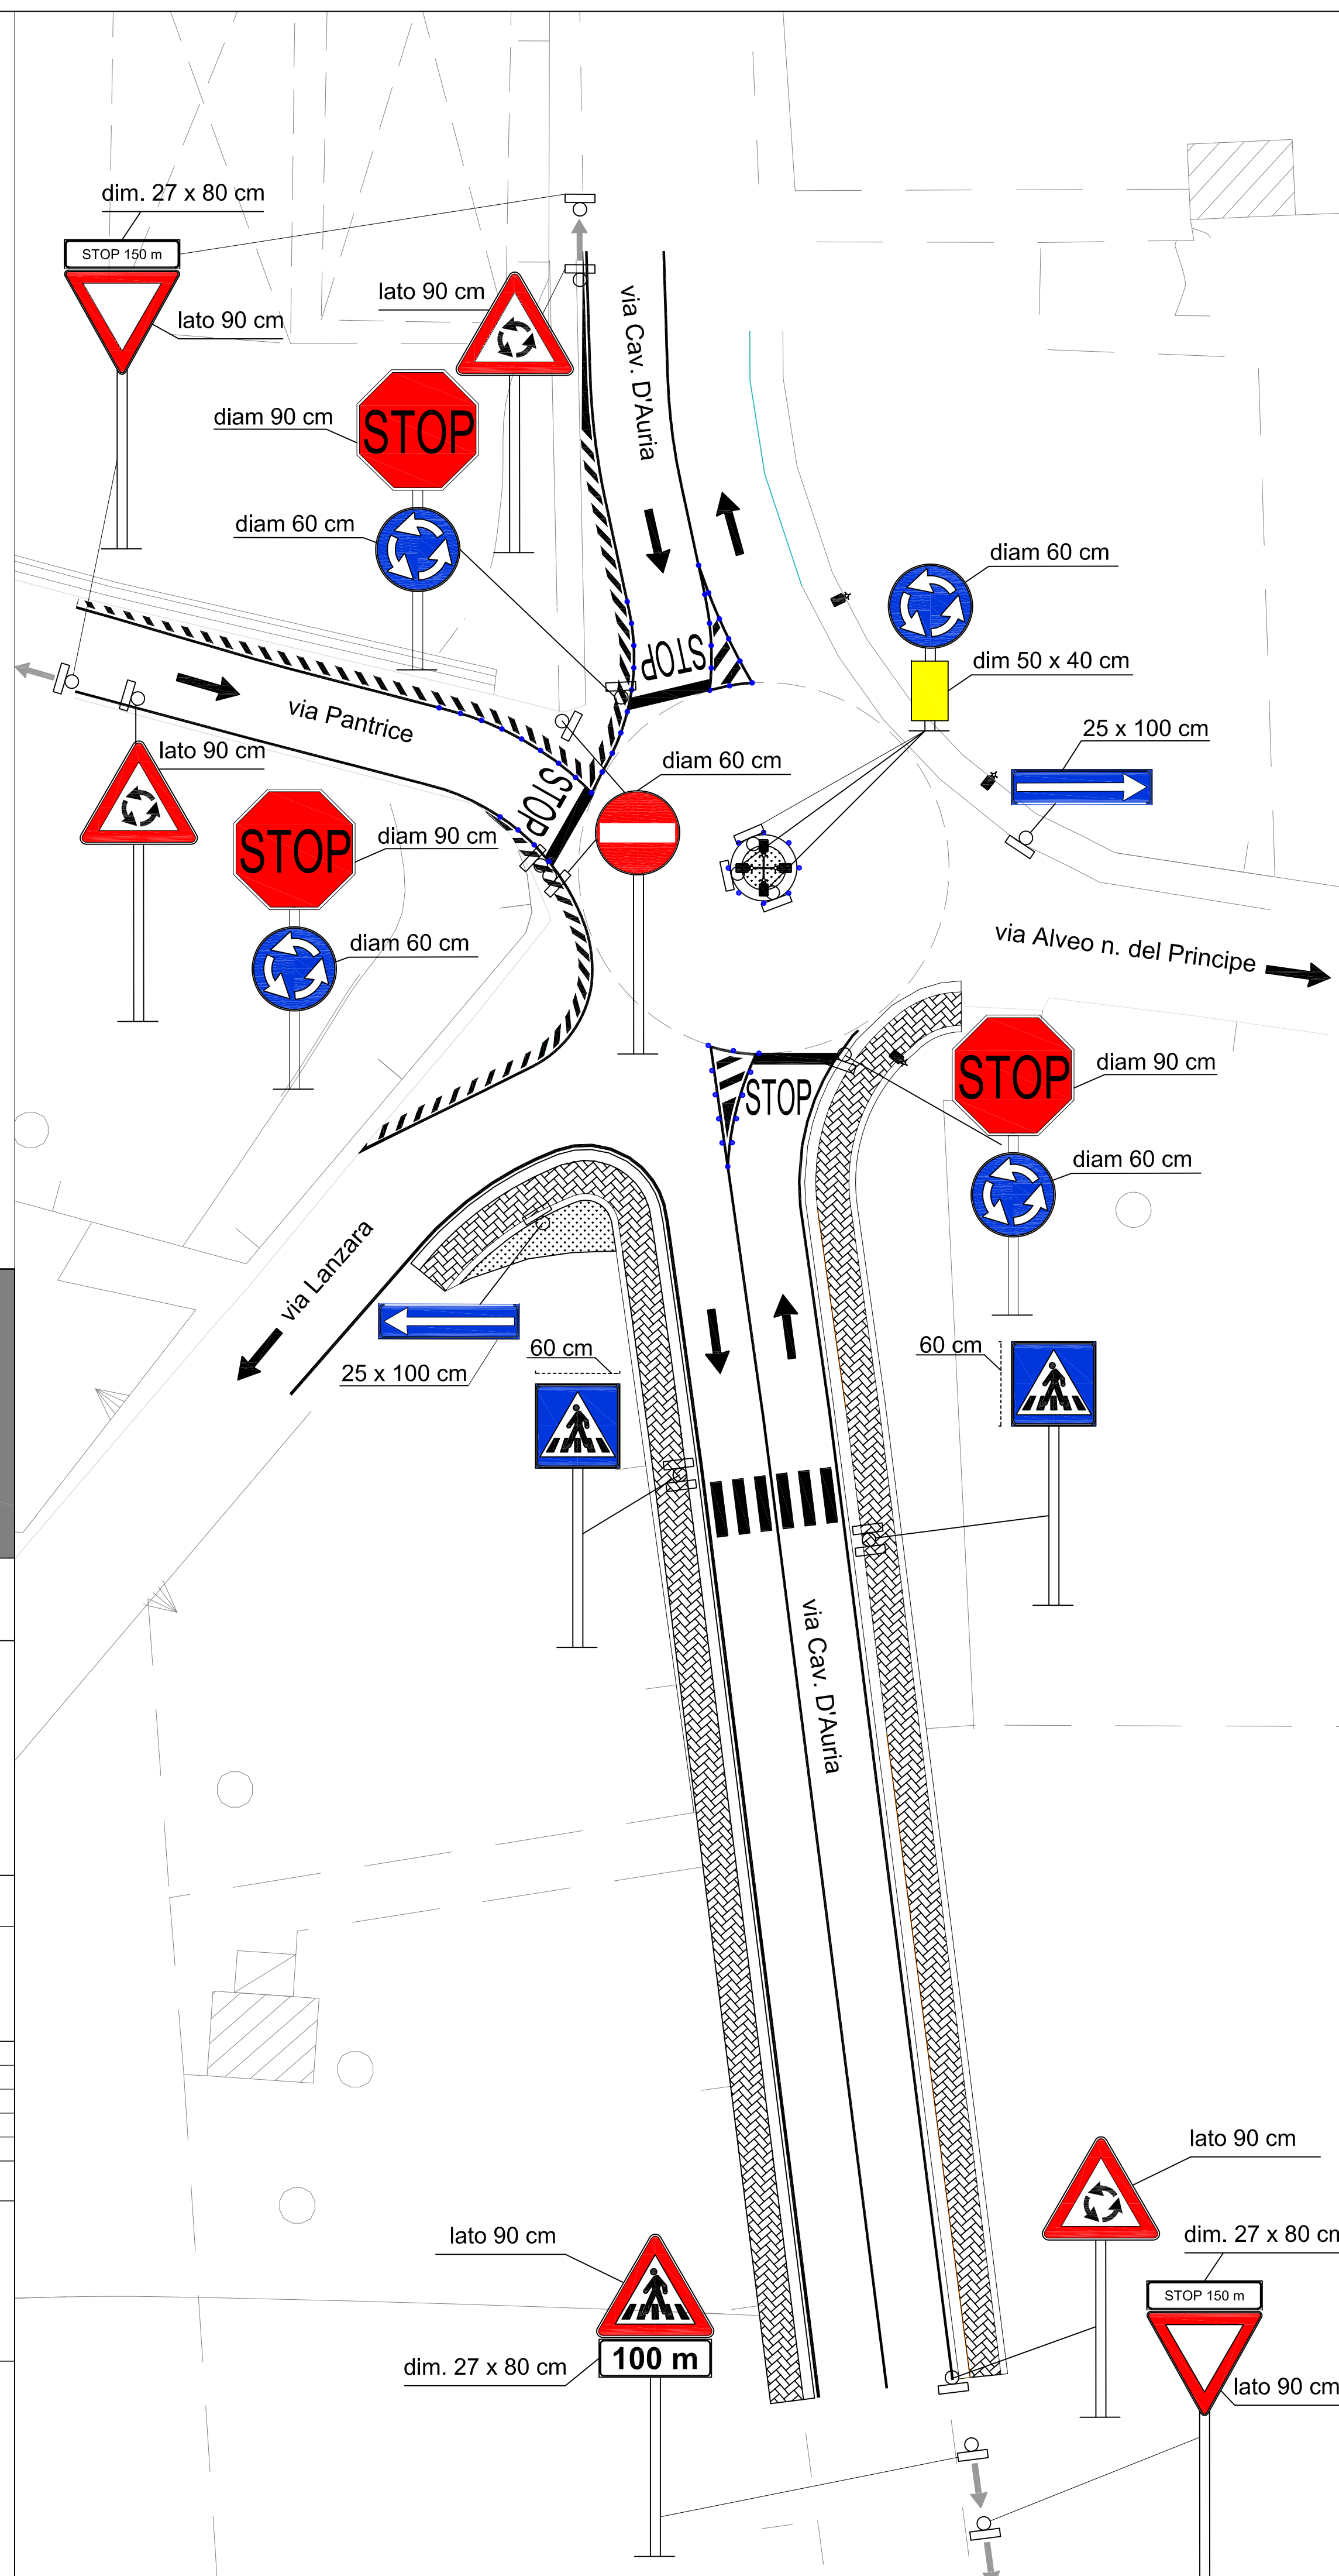 dim. 27 x 80 cm
STOP 150 m
lato 90 cm
lato 90 cm
via Cav. D'Auria
diam 90 cm
STOP
diam 60 cm
diam 60 cm
dim 50 x 40 cm
STOP
via Pantrice
25 x 100 cm
lato 90 cm
diam 60 cm
STOP
STOP
diam 90 cm
diam 60 cm
via Alveo n. del Principe
STOP
STOP
diam 90 cm
diam 60 cm
via Lanzara
25 x 100 cm
60 cm
60 cm
via Cav. D'Auria
lato 90 cm
lato 90 cm
dim. 27 x 80 cm
STOP 150 m
100 m
dim. 27 x 80 cm
lato 90 cm